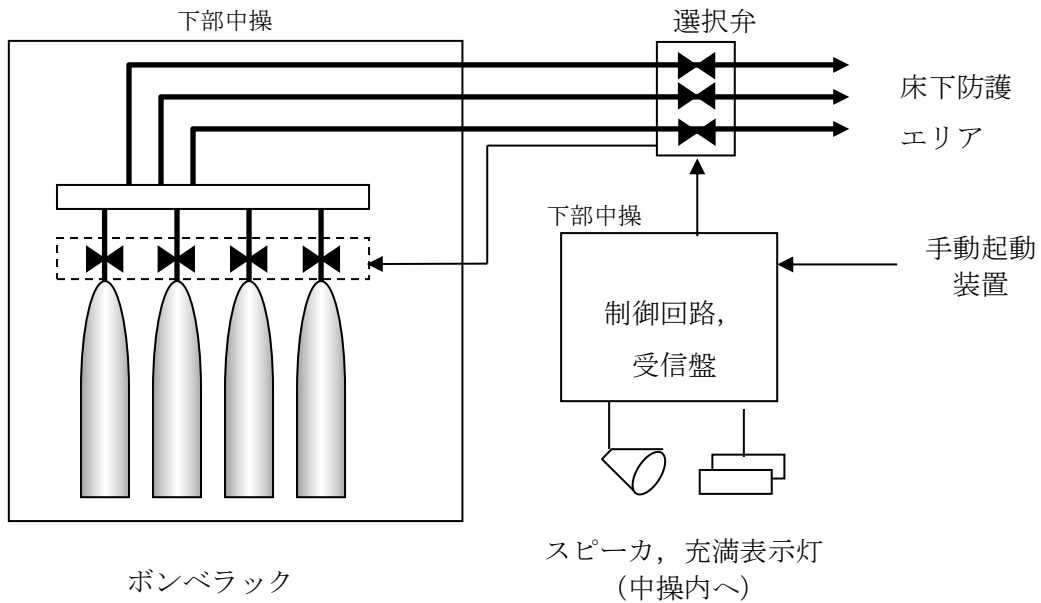 下部中操
選択弁
床下防護
エリア
下部中操
手動起動
装置
制御回路，
受信盤
スピーカ，充満表示灯
（中操内へ）
ボンベラック